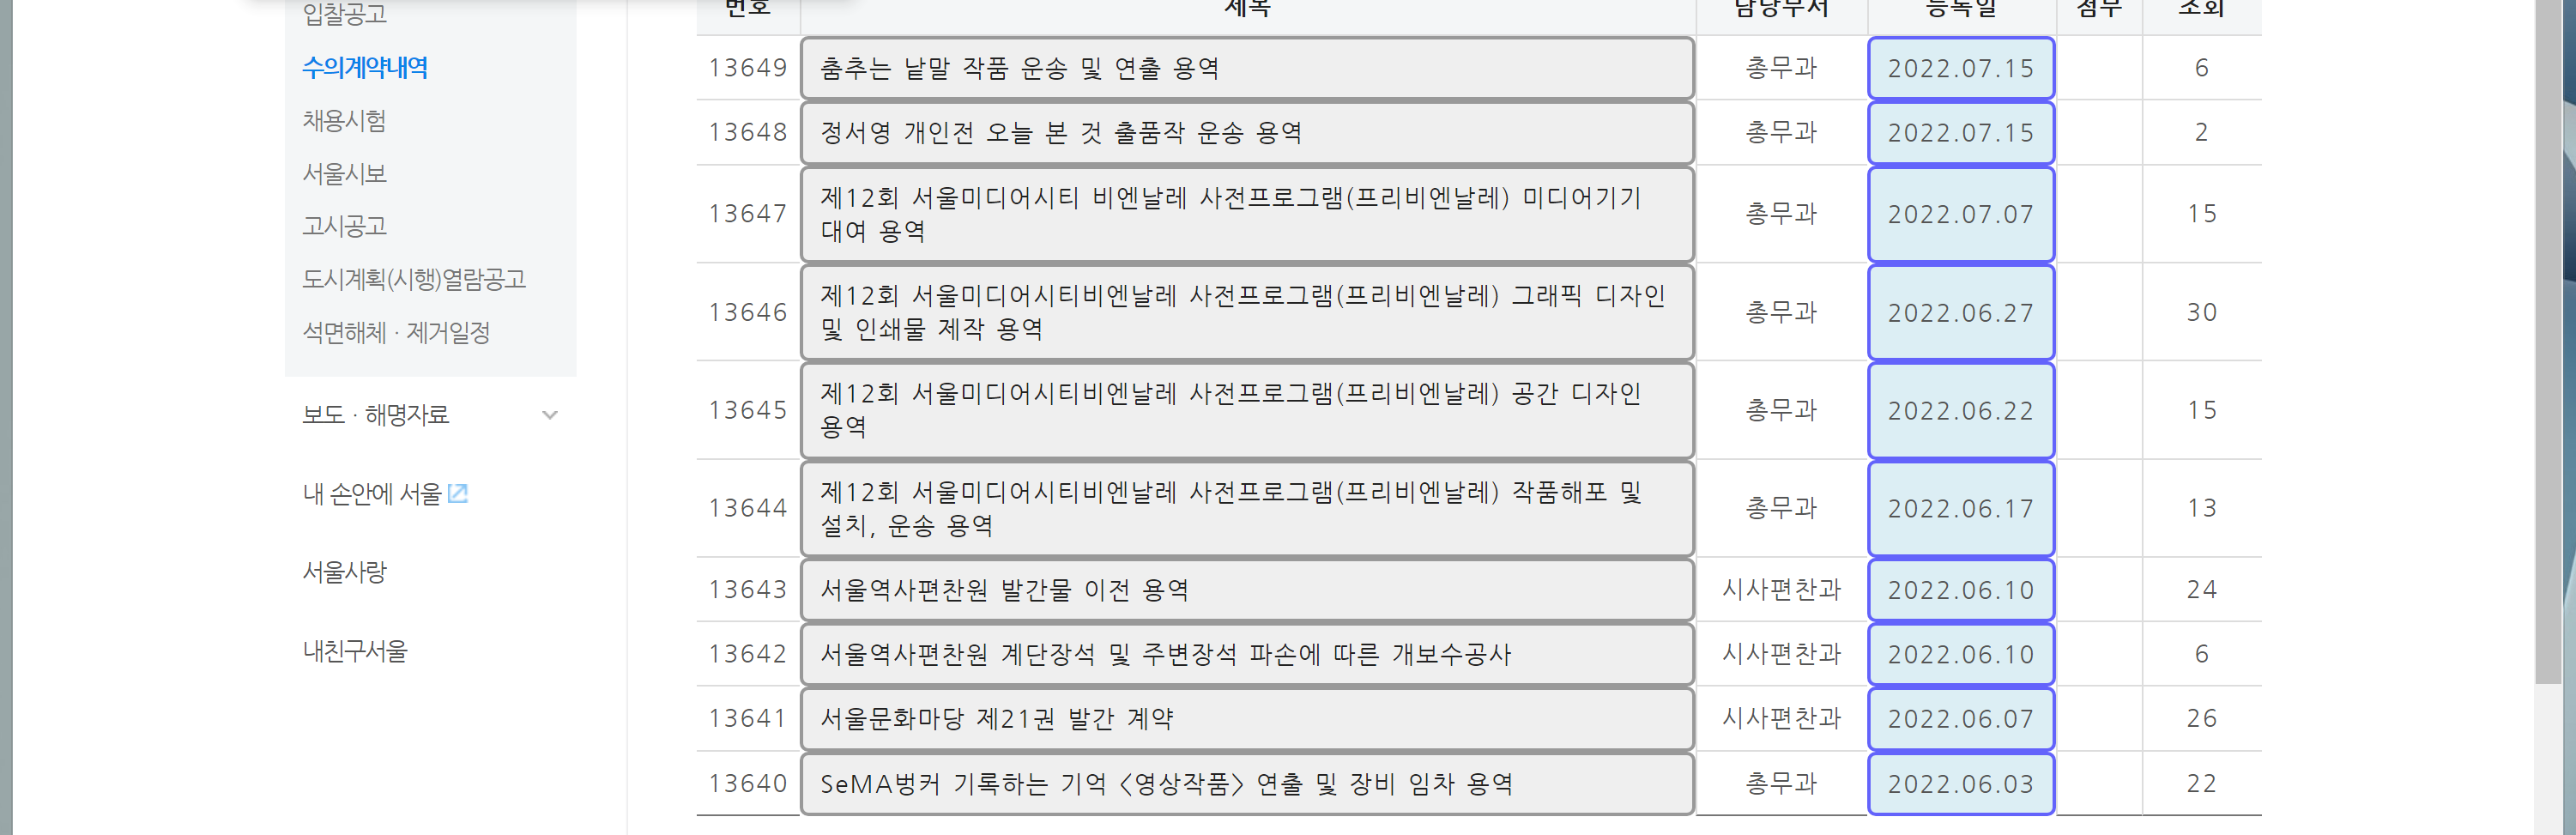 입찰공고
수의계약내역
채용시험
서울시보
고시공고
도시계획(시행)열람공고
석면해체 · 제거일정
보도 · 해명자료
내 손안에 서울
서울사랑
내친구서울
번호 제목 담당부서 등록일 첨부 조회
13649 춤추는 낱말 작품 운송 및 연출 용역 총무과 2022.07.15 6
13648 정서영 개인전 오늘 본 것 출품작 운송 용역 총무과 2022.07.15 2
13647 제12회 서울미디어시티 비엔날레 사전프로그램(프리비엔날레) 미디어기기
대여 용역 총무과 2022.07.07 15
13646 제12회 서울미디어시티비엔날레 사전프로그램(프리비엔날레) 그래픽 디자인
및 인쇄물 제작 용역 총무과 2022.06.27 30
13645 제12회 서울미디어시티비엔날레 사전프로그램(프리비엔날레) 공간 디자인
용역 총무과 2022.06.22 15
13644 제12회 서울미디어시티비엔날레 사전프로그램(프리비엔날레) 작품해포 및
설치, 운송 용역 총무과 2022.06.17 13
13643 서울역사편찬원 발간물 이전 용역 시사편찬과 2022.06.10 24
13642 서울역사편찬원 계단장석 및 주변장석 파손에 따른 개보수공사 시사편찬과 2022.06.10 6
13641 서울문화마당 제21권 발간 계약 시사편찬과 2022.06.07 26
13640 SeMA벙커 기록하는 기억 <영상작품> 연출 및 장비 임차 용역 총무과 2022.06.03 22